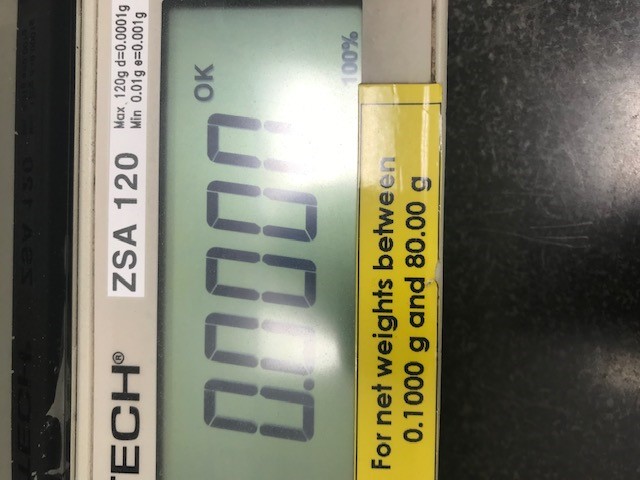 TECH®
ZSA 120
Max 120g d=0.0001g
Min 0.01g e=0.001g
OK
0.0000
100%
For net weights between
0.1000 g and 80.00 g